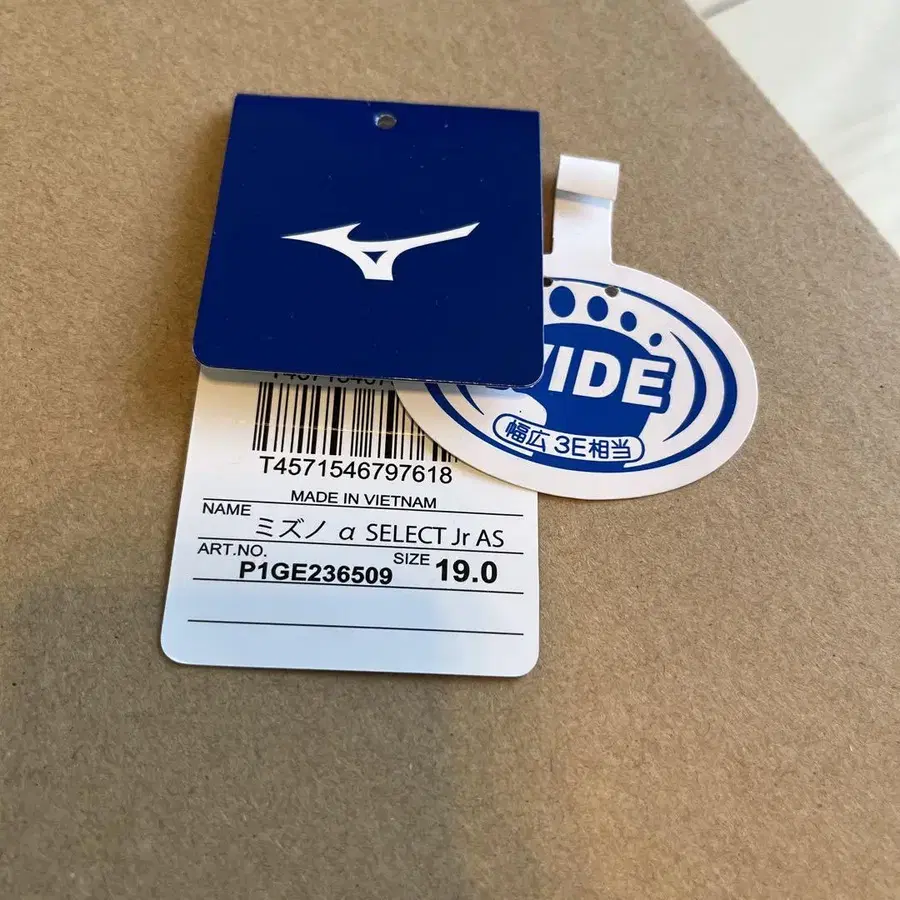 T4571546797618
MADE IN VIETNAM
NAME
ミズノ α SELECT Jr AS
ART.NO.
P1GE236509
SIZE
19.0
幅広 3E相当